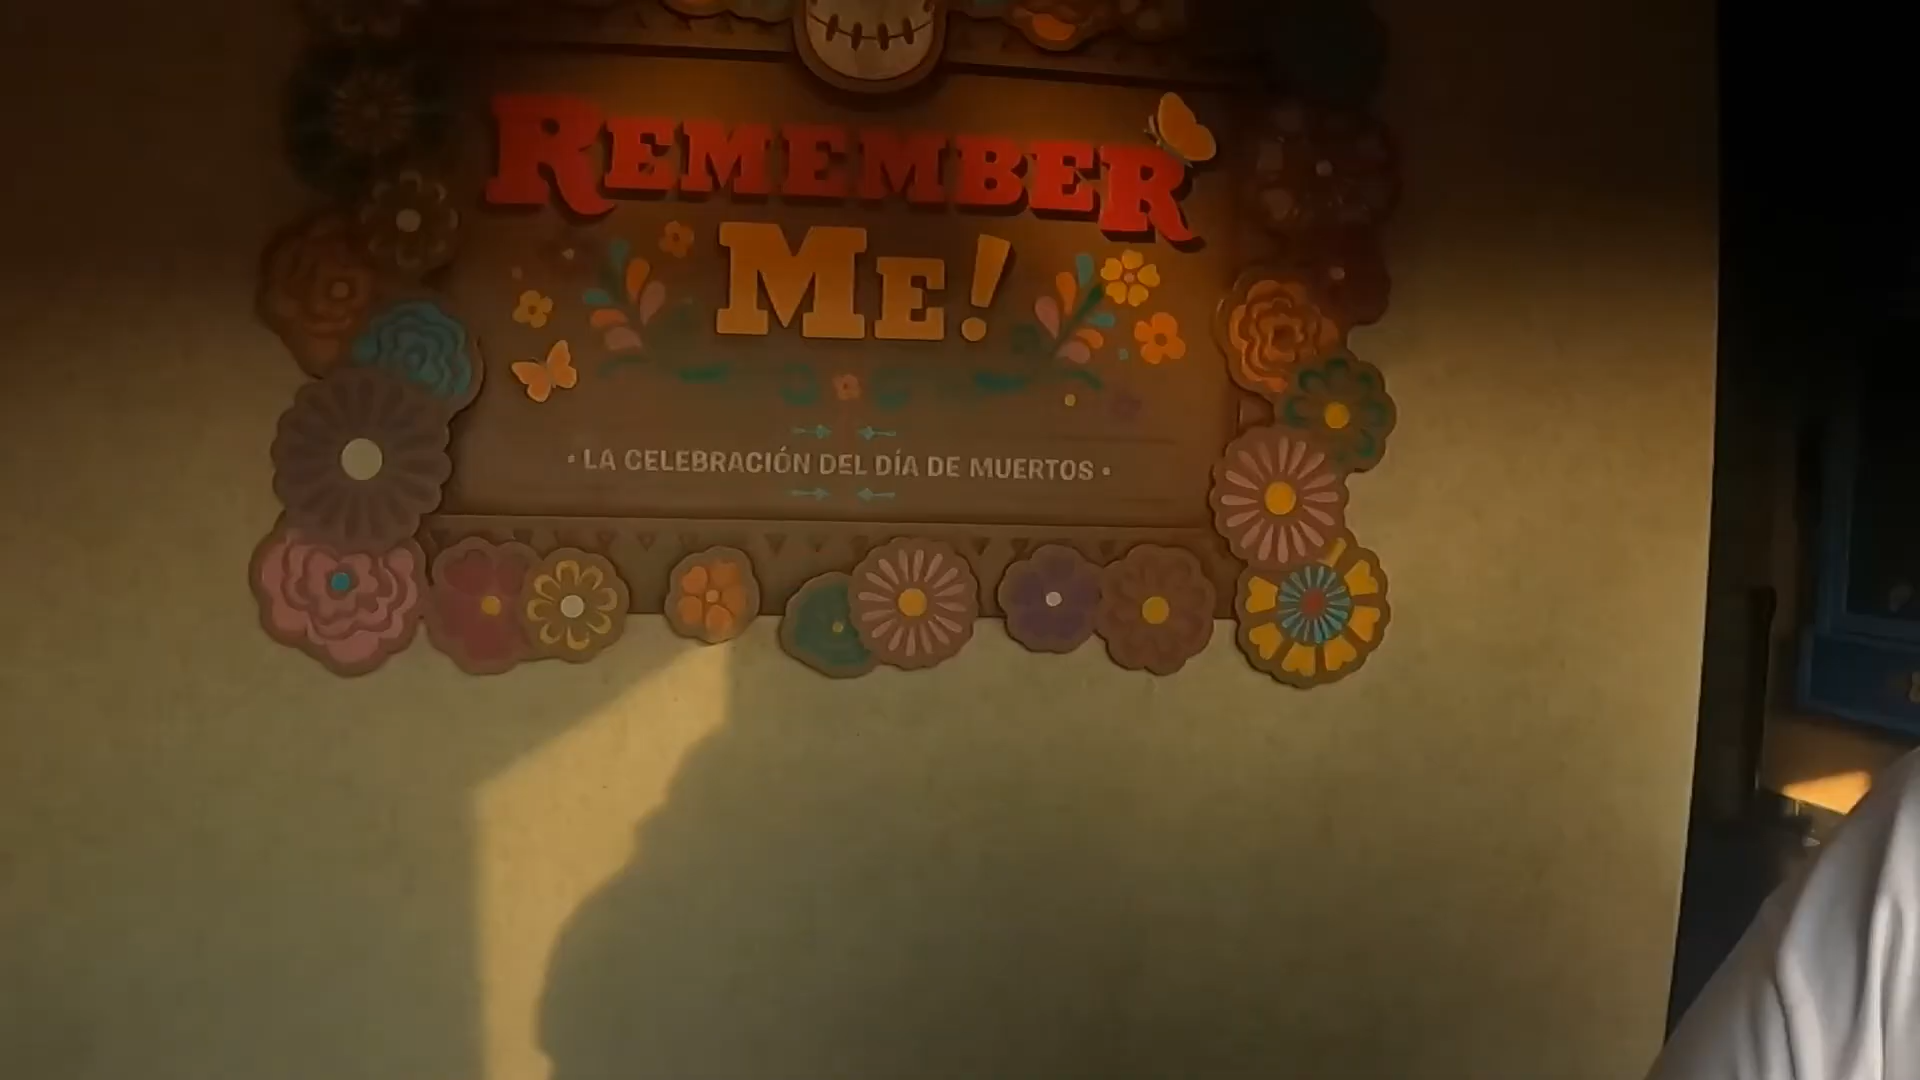 REMEMBER
ME!
• LA CELEBRACIÓN DEL DÍA DE MUERTOS •